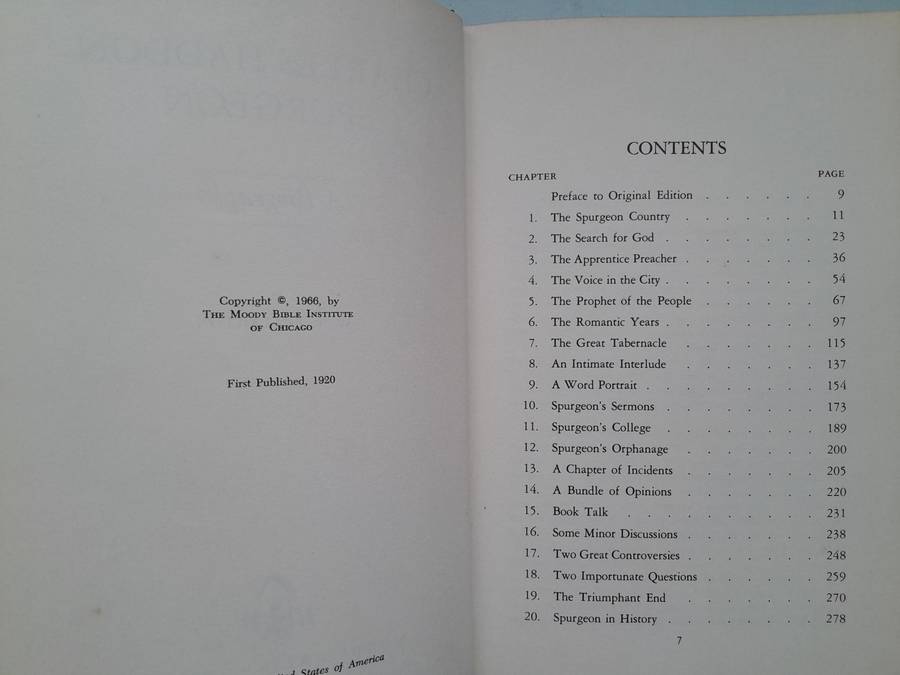 Copyright ©, 1966, by
THE MOODY BIBLE INSTITUTE
OF CHICAGO
First Published, 1920
States of America
CONTENTS
CHAPTER PAGE
Preface to Original Edition . . . . . . 9
1. The Spurgeon Country . . . . . . . 11
2. The Search for God . . . . . . . . 23
3. The Apprentice Preacher . . . . . . . 36
4. The Voice in the City . . . . . . . . 54
5. The Prophet of the People . . . . . 67
6. The Romantic Years . . . . . . . . 97
7. The Great Tabernacle . . . . . . . 115
8. An Intimate Interlude . . . . . . . 137
9. A Word Portrait . . . . . . . . . 154
10. Spurgeon's Sermons . . . . . . . . 173
11. Spurgeon's College . . . . . . . . 189
12. Spurgeon's Orphanage . . . . . . . 200
13. A Chapter of Incidents . . . . . . . 205
14. A Bundle of Opinions . . . . . . . 220
15. Book Talk . . . . . . . . . . 231
16. Some Minor Discussions . . . . . . . 238
17. Two Great Controversies . . . . . . . 248
18. Two Importunate Questions . . . . . . 259
19. The Triumphant End . . . . . . . 270
20. Spurgeon in History . . . . . . . . 278
7